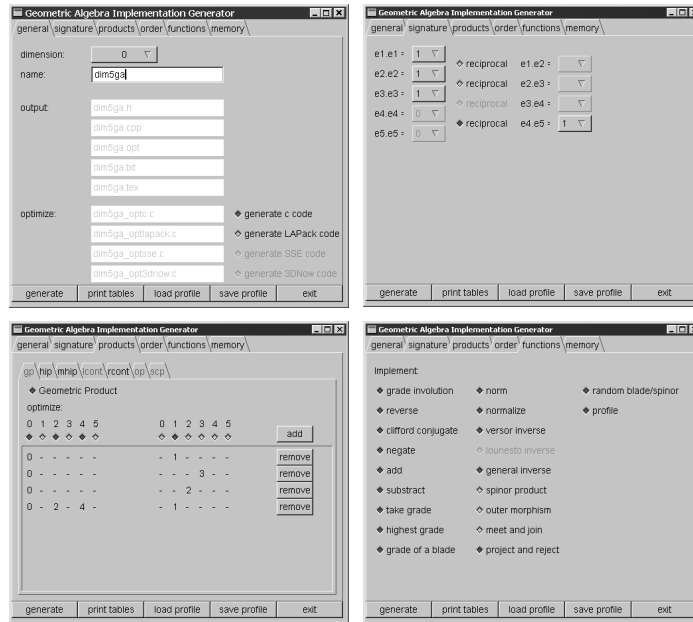 Geometric Algebra Implementation Generator
general signature products order functions memory
dimension: 0
name: dim5ga
output: dim5ga.h
dim5ga.cpp
dim5ga.opt
dim5ga.txt
dim5ga.tex
optimize: dim5ga_optc.c generate c code
dim5ga_optlapack.c generate LAPack code
dim5ga_optsse.c generate SSE code
dim5ga_opt3dnow.c generate 3DNow code
generate print tables load profile save profile exit
Geometric Algebra Implementation Generator
general signature products order functions memory
e1.e1 = 1
e2.e2 = 1
e3.e3 = 1
e4.e4 = 0
e5.e5 = 0
reciprocal e1.e2 =
reciprocal e2.e3 =
reciprocal e3.e4 =
reciprocal e4.e5 = 1
generate print tables load profile save profile exit
Geometric Algebra Implementation Generator
general signature products order functions memory
gp hip mhip lcont rcont op scp
Geometric Product
optimize:
0 1 2 3 4 5 0 1 2 3 4 5
add
0 - - - - - - 1 - - - - remove
0 - - - - - - - - 3 - - remove
0 - - - - - - - 2 - - - remove
0 - 2 - 4 - - 1 - - - - remove
generate print tables load profile save profile exit
Geometric Algebra Implementation Generator
general signature products order functions memory
Implement:
grade involution norm random blade/spinor
reverse normalize profile
clifford conjugate versor inverse
negate lounesto inverse
add general inverse
substract spinor product
take grade outer morphism
highest grade meet and join
grade of a blade project and reject
generate print tables load profile save profile exit